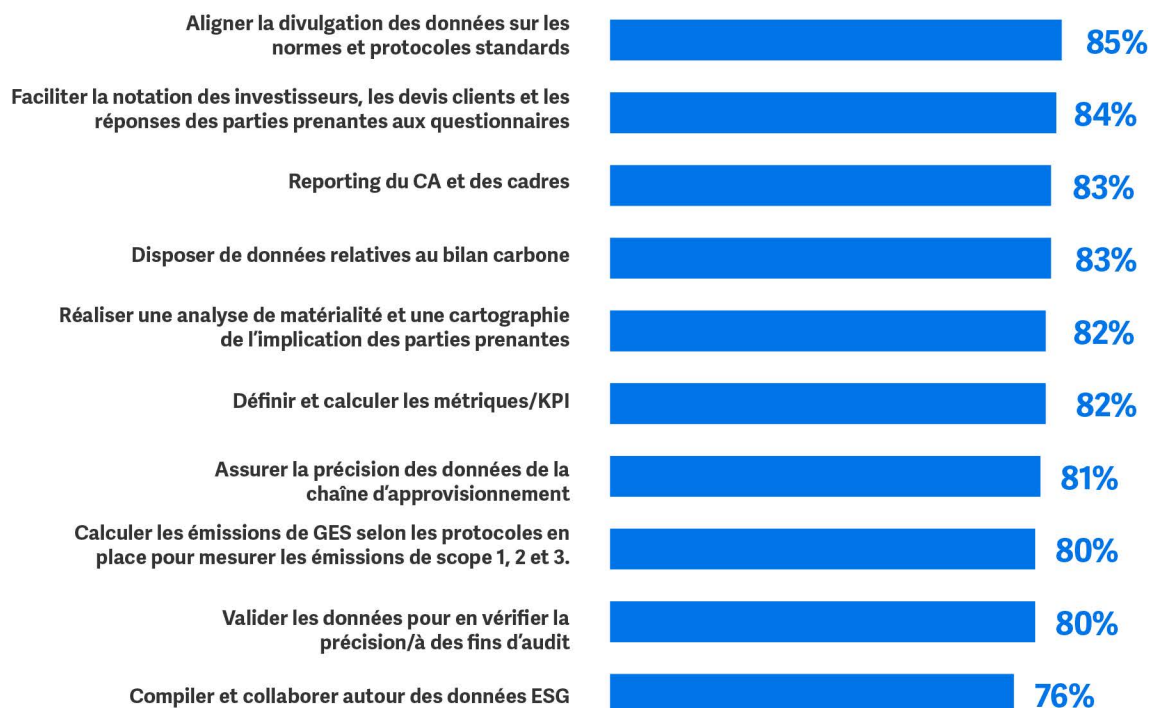 Aligner la divulgation des données sur les
normes et protocoles standards
85%
Faciliter la notation des investisseurs, les devis clients et les
réponses des parties prenantes aux questionnaires
84%
Reporting du CA et des cadres
83%
Disposer de données relatives au bilan carbone
83%
Réaliser une analyse de matérialité et une cartographie
de l'implication des parties prenantes
82%
Définir et calculer les métriques/KPI
82%
Assurer la précision des données de la
chaîne d'approvisionnement
81%
Calculer les émissions de GES selon les protocoles en
place pour mesurer les émissions de scope 1, 2 et 3.
80%
Valider les données pour en vérifier la
précision/à des fins d'audit
80%
Compiler et collaborer autour des données ESG
76%